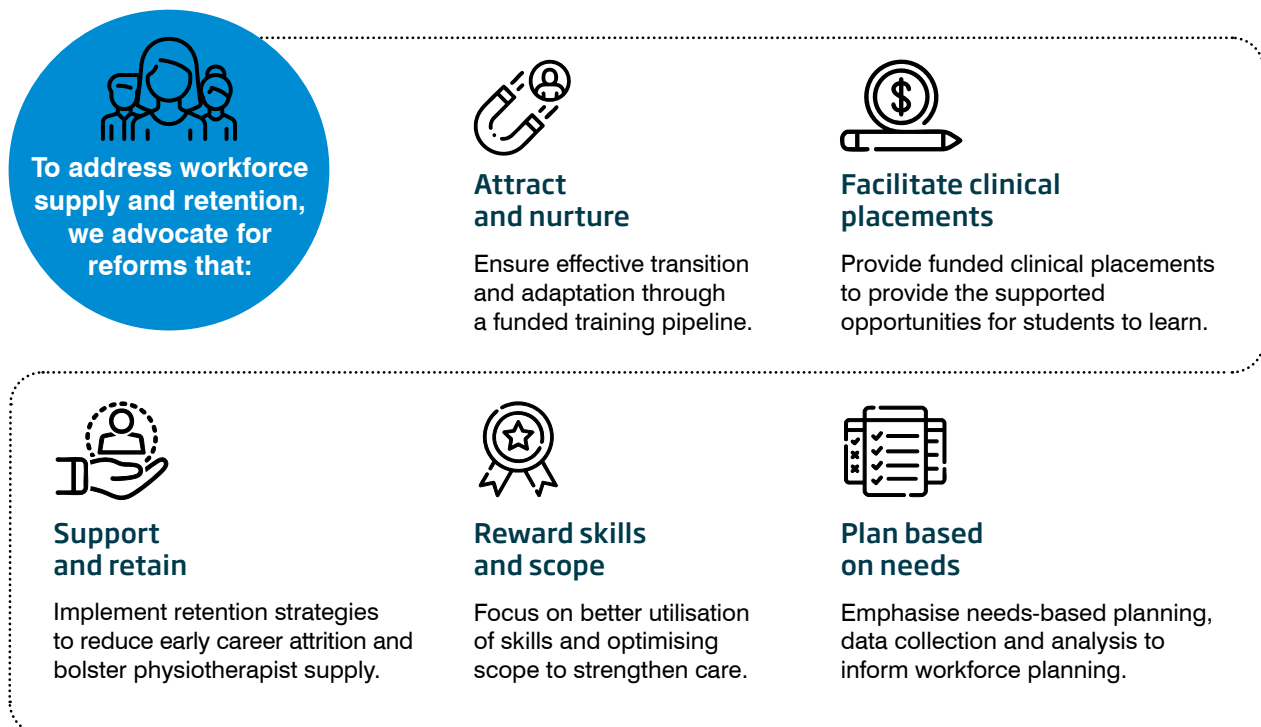 To address workforce
supply and retention,
we advocate for
reforms that:
$
Attract
and nurture
Ensure effective transition
and adaptation through
a funded training pipeline.
Facilitate clinical
placements
Provide funded clinical placements
to provide the supported
opportunities for students to learn.
Support
and retain
Implement retention strategies
to reduce early career attrition and
bolster physiotherapist supply.
Reward skills
and scope
Focus on better utilisation
of skills and optimising
scope to strengthen care.
Plan based
on needs
Emphasise needs-based planning,
data collection and analysis to
inform workforce planning.